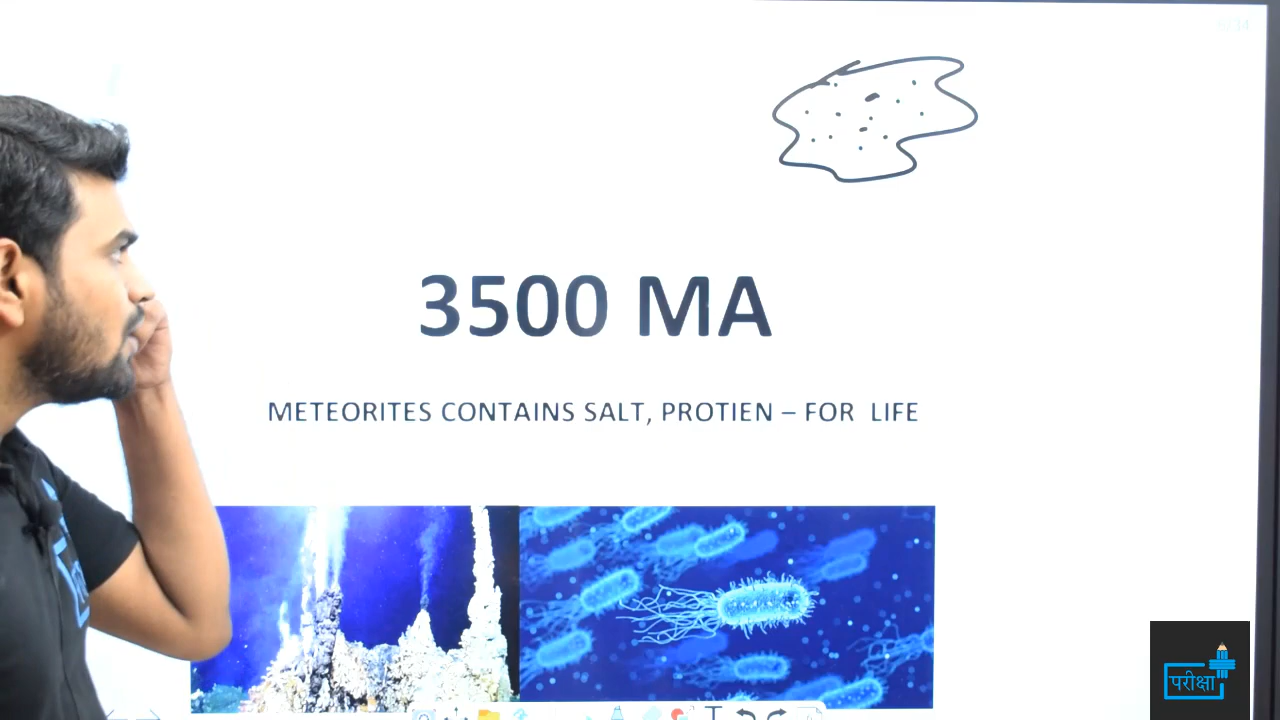 3500 MA
METEORITES CONTAINS SALT, PROTIEN – FOR LIFE
परीक्षा